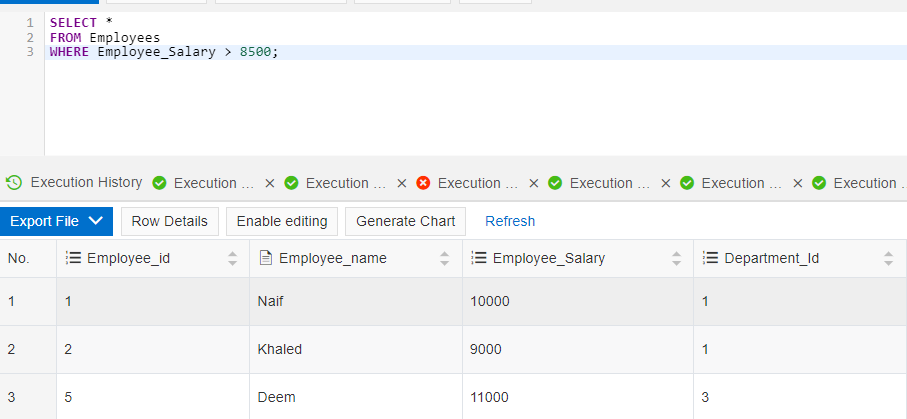 1 SELECT *
2 FROM Employees
3 WHERE Employee_Salary > 8500;
Execution History Execution ... × Execution ... × Execution ... × Execution ... × Execution ... × Execution .
Export File Row Details Enable editing Generate Chart Refresh
No. Employee_id Employee_name Employee_Salary Department_Id
1 1 Naif 10000 1
2 2 Khaled 9000 1
3 5 Deem 11000 3